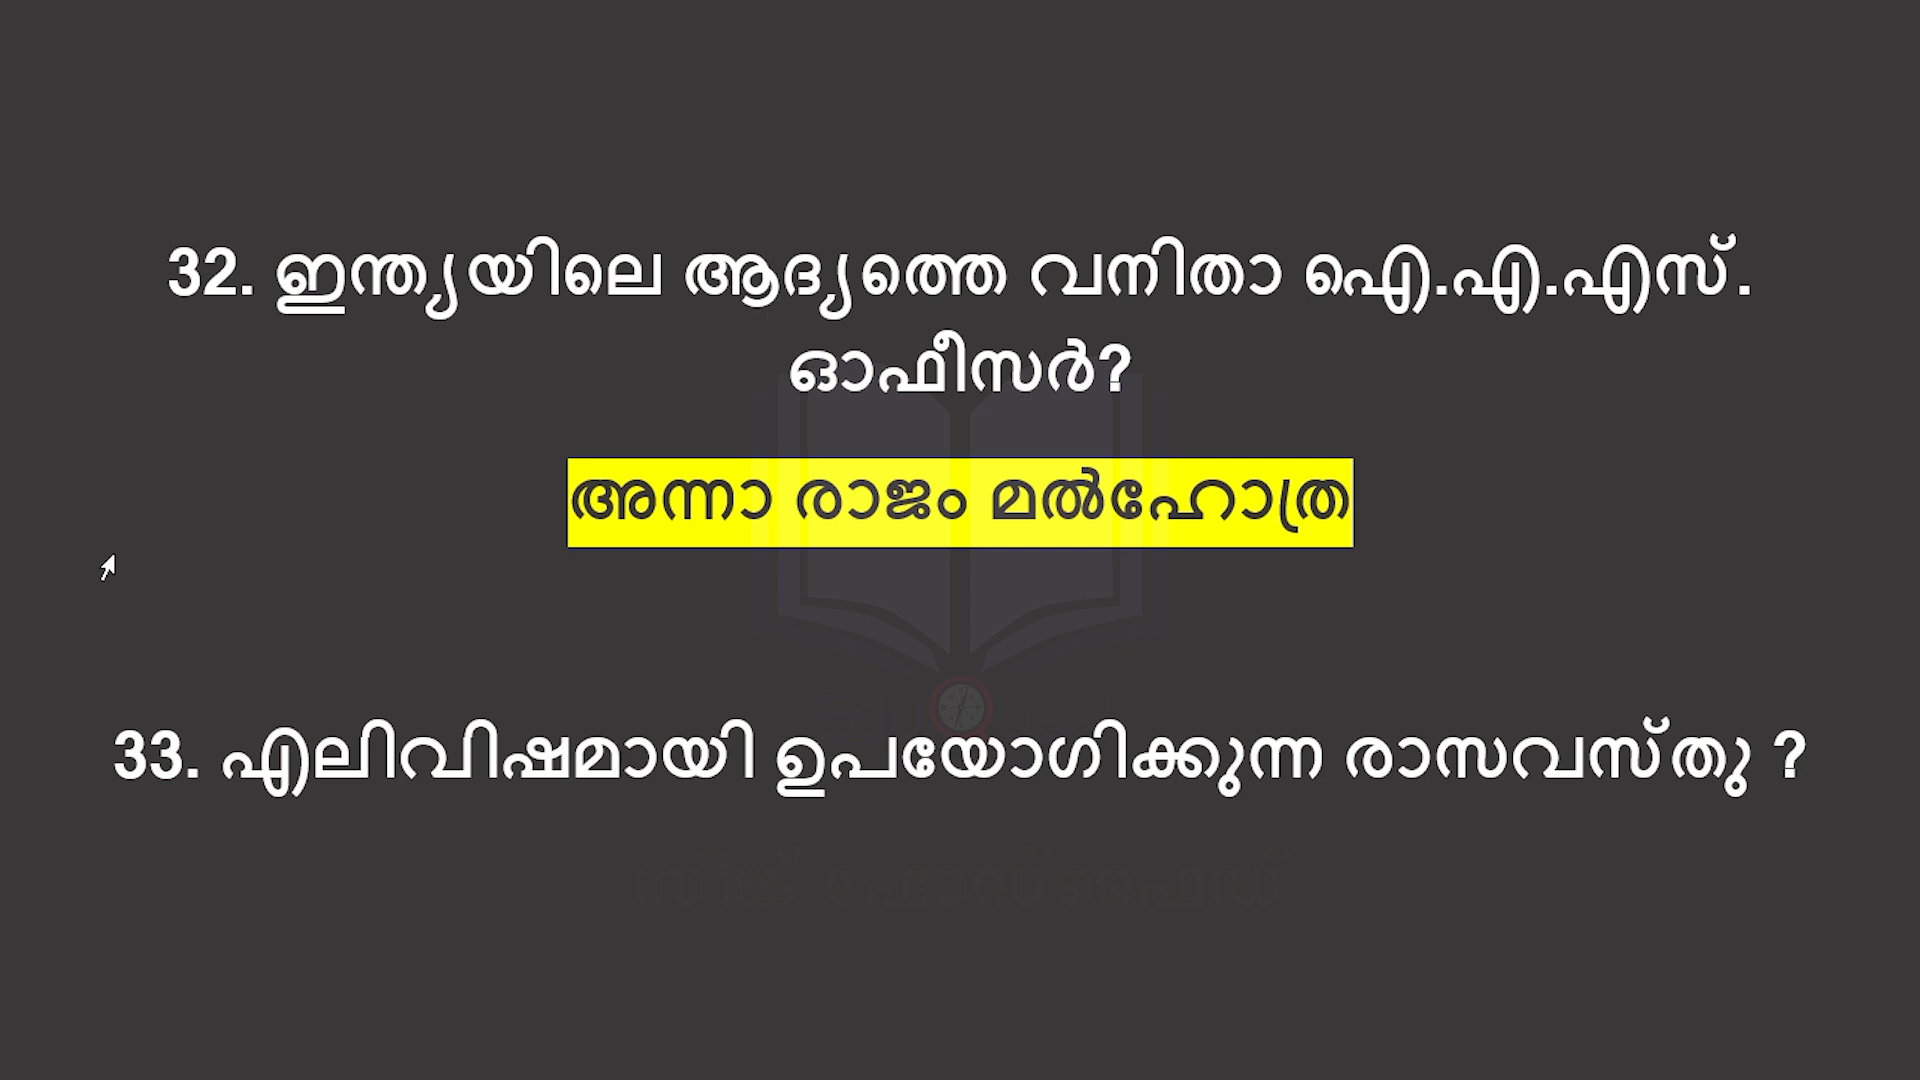 32. ഇന്ത്യയിലെ ആദ്യത്തെ വനിതാ ഐ.എ.എസ്.
ഓഫീസർ?
അന്നാ രാജം മൽഹോത്ര
33. എലിവിഷമായി ഉപയോഗിക്കുന്ന രാസവസ്തു ?
സിങ്ക് ഫോസ്ഫൈഡ്